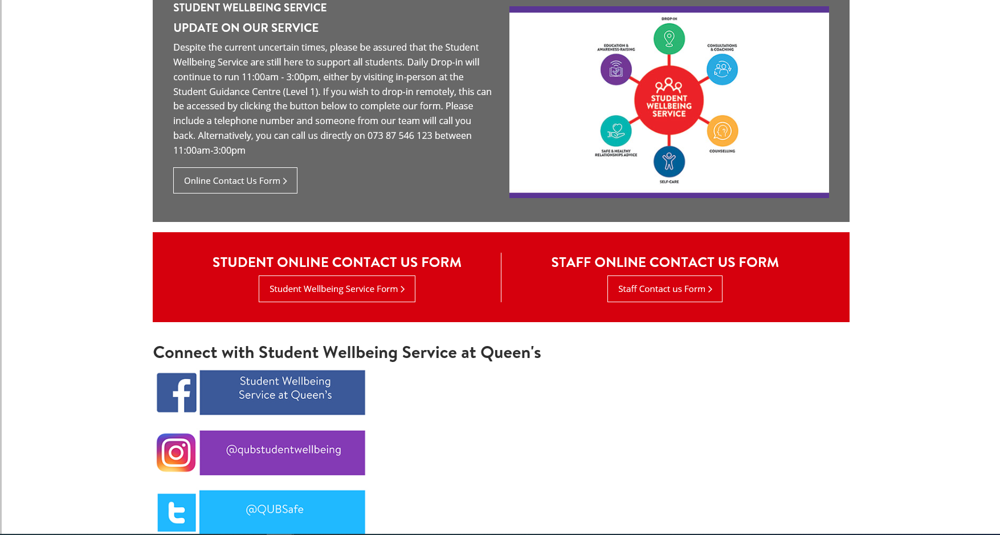 STUDENT WELLBEING SERVICE
UPDATE ON OUR SERVICE
Despite the current uncertain times, please be assured that the Student
Wellbeing Service are still here to support all students. Daily Drop-in will
continue to run 11:00am - 3:00pm, either by visiting in-person at the
Student Guidance Centre (Level 1). If you wish to drop-in remotely, this can
be accessed by clicking the button below to complete our form. Please
include a telephone number and someone from our team will call you
back. Alternatively, you can call us directly on 073 87 546 123 between
11:00am-3:00pm
Online Contact Us Form
DROP-IN
EDUCATION &
AWARENESS-RAISING
CONSULTATIONS
& COACHING
STUDENT
WELLBEING
SERVICE
SAFE & HEALTHY
RELATIONSHIPS ADVICE
COUNSELLING
SELF-CARE
STUDENT ONLINE CONTACT US FORM
Student Wellbeing Service Form
STAFF ONLINE CONTACT US FORM
Staff Contact us Form
Connect with Student Wellbeing Service at Queen's
Student Wellbeing
Service at Queen's
@qubstudentwellbeing
@QUBSafe